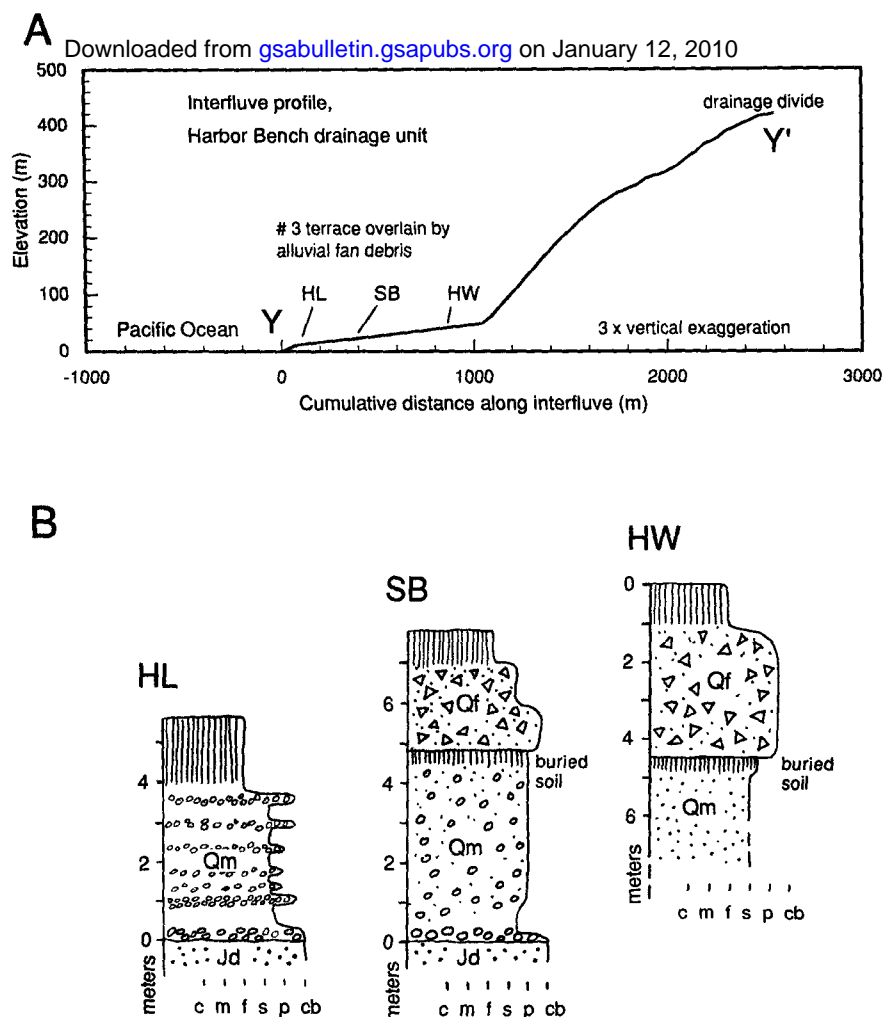 A
Downloaded from gsabulletin.gsapubs.org on January 12, 2010
500
400
300
200
100
0
Elevation (m)
Interfluve profile,
Harbor Bench drainage unit
drainage divide
Y'
# 3 terrace overlain by
alluvial fan debris
HL SB HW
Y
Pacific Ocean
3 x vertical exaggeration
-1000 0 1000 2000 3000
Cumulative distance along interfluve (m)
B
HL
4
2
0
meters
Qm
Jd
c m f s p cb
SB
6
4
2
0
meters
Qf
buried
soil
Qm
Jd
c m f s p cb
HW
0
2
4
6
meters
Qf
buried
soil
Qm
c m f s p cb